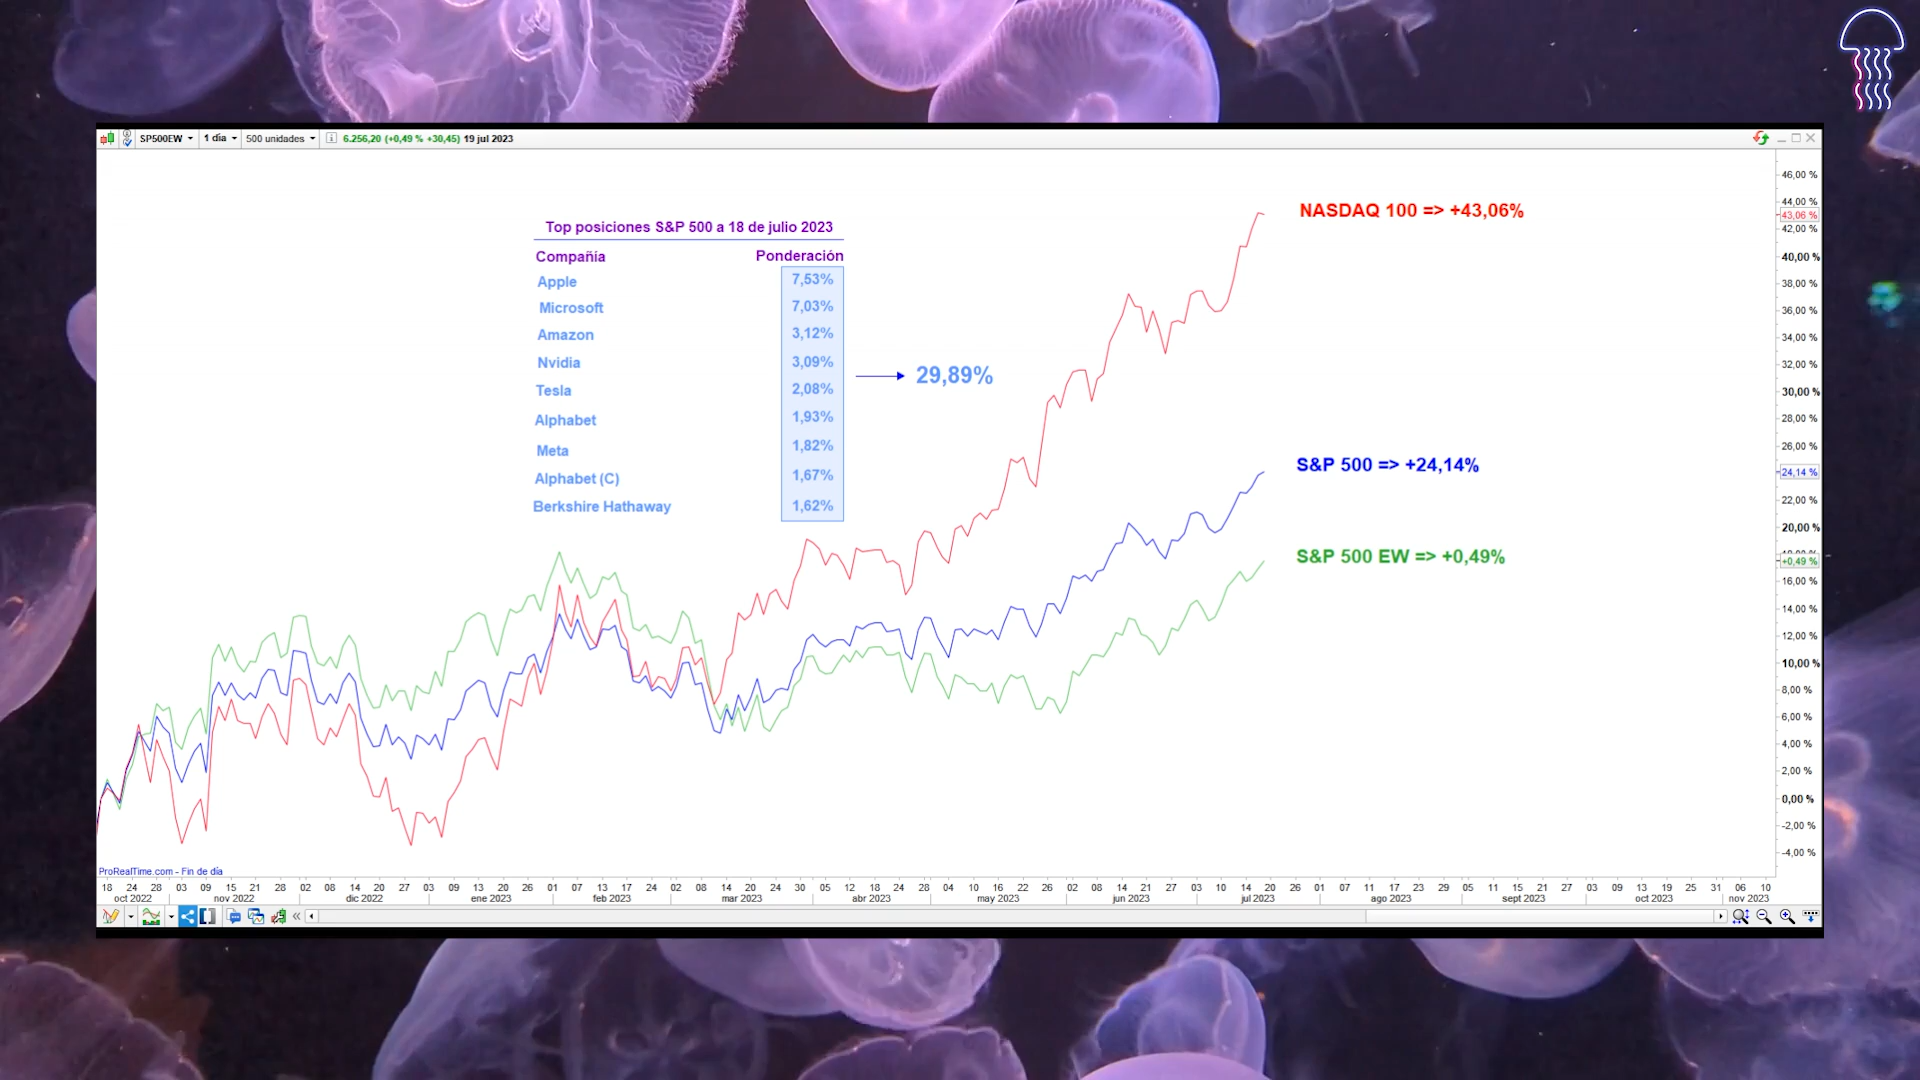 SP500EW 1 día 500 unidades 6.256,20 (+0,49 % +30,45) 19 jul 2023
46,00 %
NASDAQ 100 => +43,06%
44,00 %
43,06 %
42,00 %
Top posiciones S&P 500 a 18 de julio 2023
Compañía Ponderación
40,00 %
Apple 7,53%
38,00 %
Microsoft 7,03%
36,00 %
Amazon 3,12%
34,00 %
Nvidia 3,09%
32,00 %
29,89%
Tesla 2,08%
30,00 %
Alphabet 1,93%
28,00 %
Meta 1,82%
26,00 %
S&P 500 => +24,14%
24,14 %
Alphabet (C) 1,67%
22,00 %
Berkshire Hathaway 1,62%
20,00 %
S&P 500 EW => +0,49%
+0,49 %
16,00 %
14,00 %
12,00 %
10,00 %
8,00 %
6,00 %
4,00 %
2,00 %
0,00 %
-2,00 %
-4,00 %
ProRealTime.com - Fin de día
18 24 28 03 09 15 21 28 02 08 14 20 27 03 09 13 20 26 01 07 13 17 24 02 08 14 20 24 30 05 12 18 24 28 04 10 16 22 26 02 08 14 21 27 03 10 14 20 26 01 07 11 17 23 29 05 11 15 21 27 03 09 13 19 25 31 06 10
oct 2022 nov 2022 dic 2022 ene 2023 feb 2023 mar 2023 abr 2023 may 2023 jun 2023 jul 2023 ago 2023 sept 2023 oct 2023 nov 2023